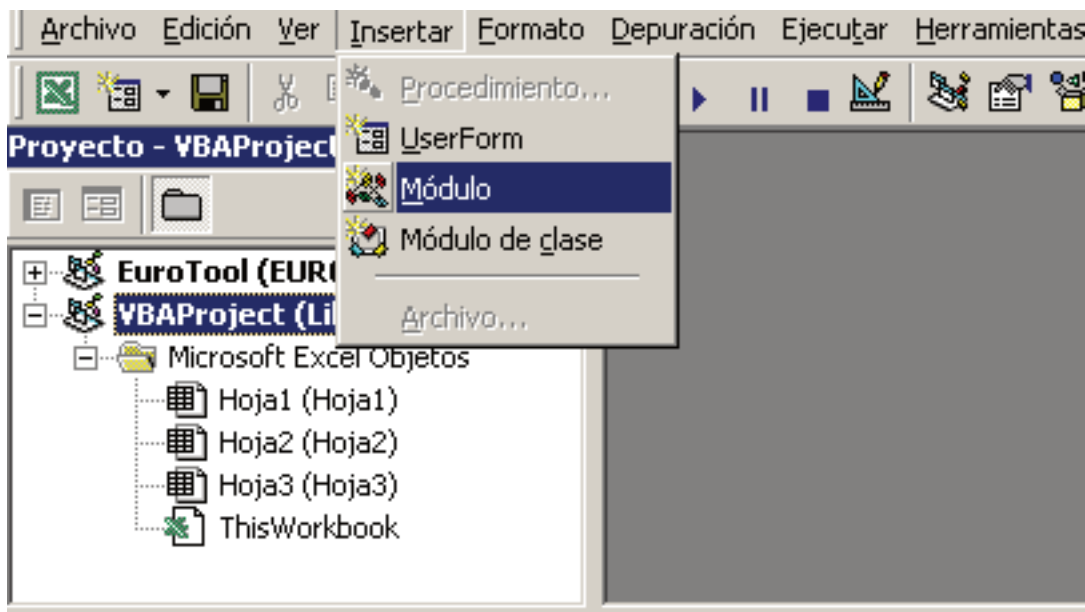 Archivo Edición Ver Insertar Formato Depuración Ejecutar Herramientas
Procedimiento...
UserForm
Módulo
Módulo de clase
Archivo...
Proyecto - VBAProject
EuroTool (EUR
VBAProject (Li
Microsoft Excel Objetos
Hoja1 (Hoja1)
Hoja2 (Hoja2)
Hoja3 (Hoja3)
ThisWorkbook